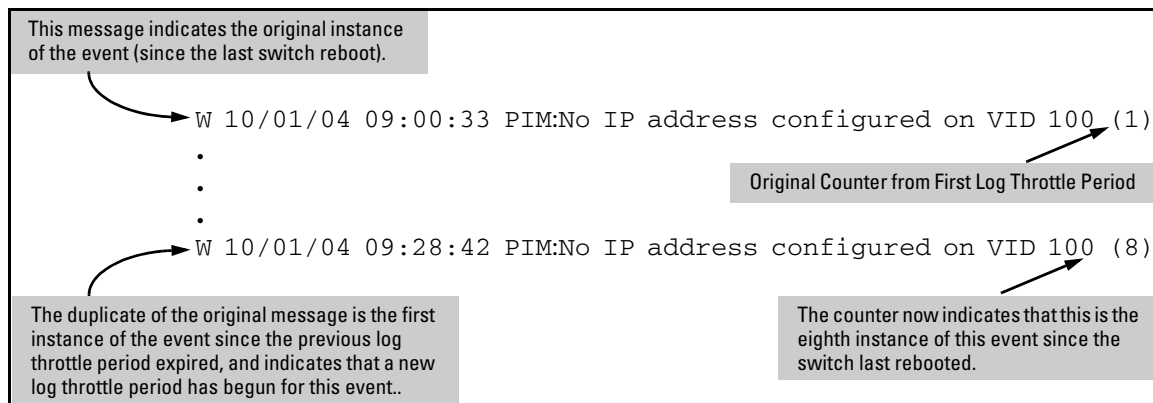 This message indicates the original instance
of the event (since the last switch reboot).
W 10/01/04 09:00:33 PIM:No IP address configured on VID 100 (1)
Original Counter from First Log Throttle Period
W 10/01/04 09:28:42 PIM:No IP address configured on VID 100 (8)
The duplicate of the original message is the first
instance of the event since the previous log
throttle period expired, and indicates that a new
log throttle period has begun for this event..
The counter now indicates that this is the
eighth instance of this event since the
switch last rebooted.